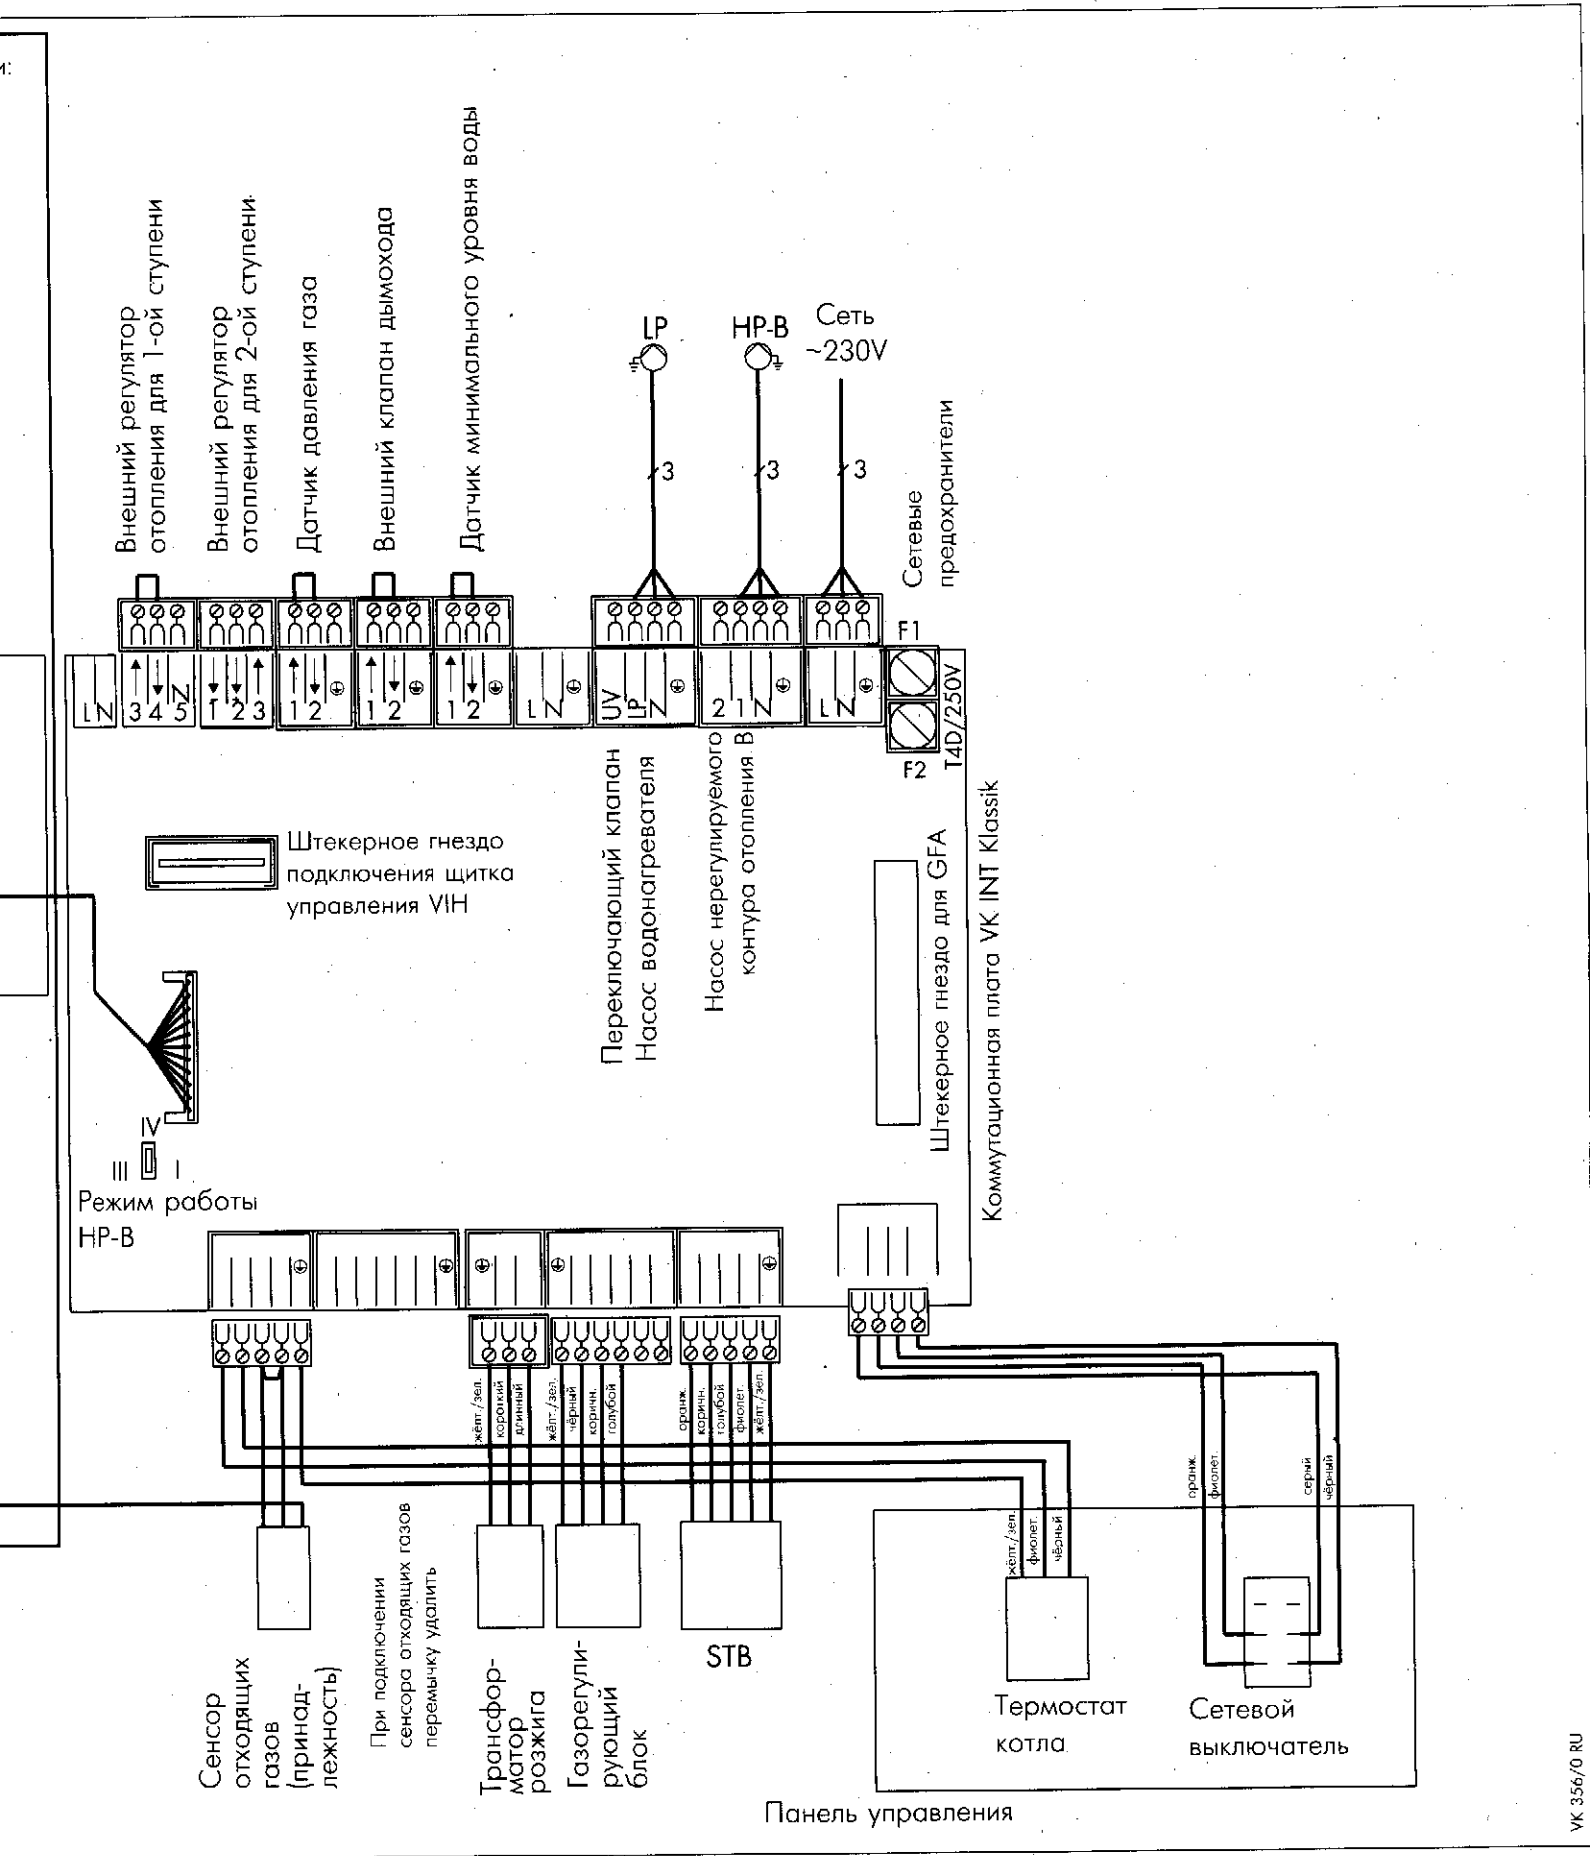 и:
Внешний регулятор
отопления для 1-ой ступени
Внешний регулятор
отопления для 2-ой ступени
Датчик давления газа
Внешний клапан дымохода
Датчик минимального уровня воды
LP
HP-B
Сеть
~230V
3
3
3
Сетевые
предохранители
F1
F2
T4D/250V
L N
3 4 5 N
1 2 3
1 2
1 2
1 2
L N
UV LP N
2 1 N
L N
Штекерное гнездо
подключения щитка
управления VIH
Переключающий клапан
Насос водонагревателя
Насос нерегулируемого
контура отопления B
Штекерное гнездо для GFA
Коммутационная плата VK INT Klassik
IV
III
I
Режим работы
HP-B
жёлт./зел.
короткий
длинный
жёлт./зел.
чёрный
коричн.
голубой
оранж.
коричн.
голубой
фиолет.
жёлт./зел.
оранж.
фиолет.
серый
чёрный
жёлт./зел.
фиолет.
чёрный
Сенсор
отходящих
газов
(принад-
лежность)
При подключении
сенсора отходящих газов
перемычку удалить
Трансфор-
матор
розжига
Газорегули-
рующий
блок
STB
Термостат
котла
Сетевой
выключатель
Панель управления
VK 356/0 RU